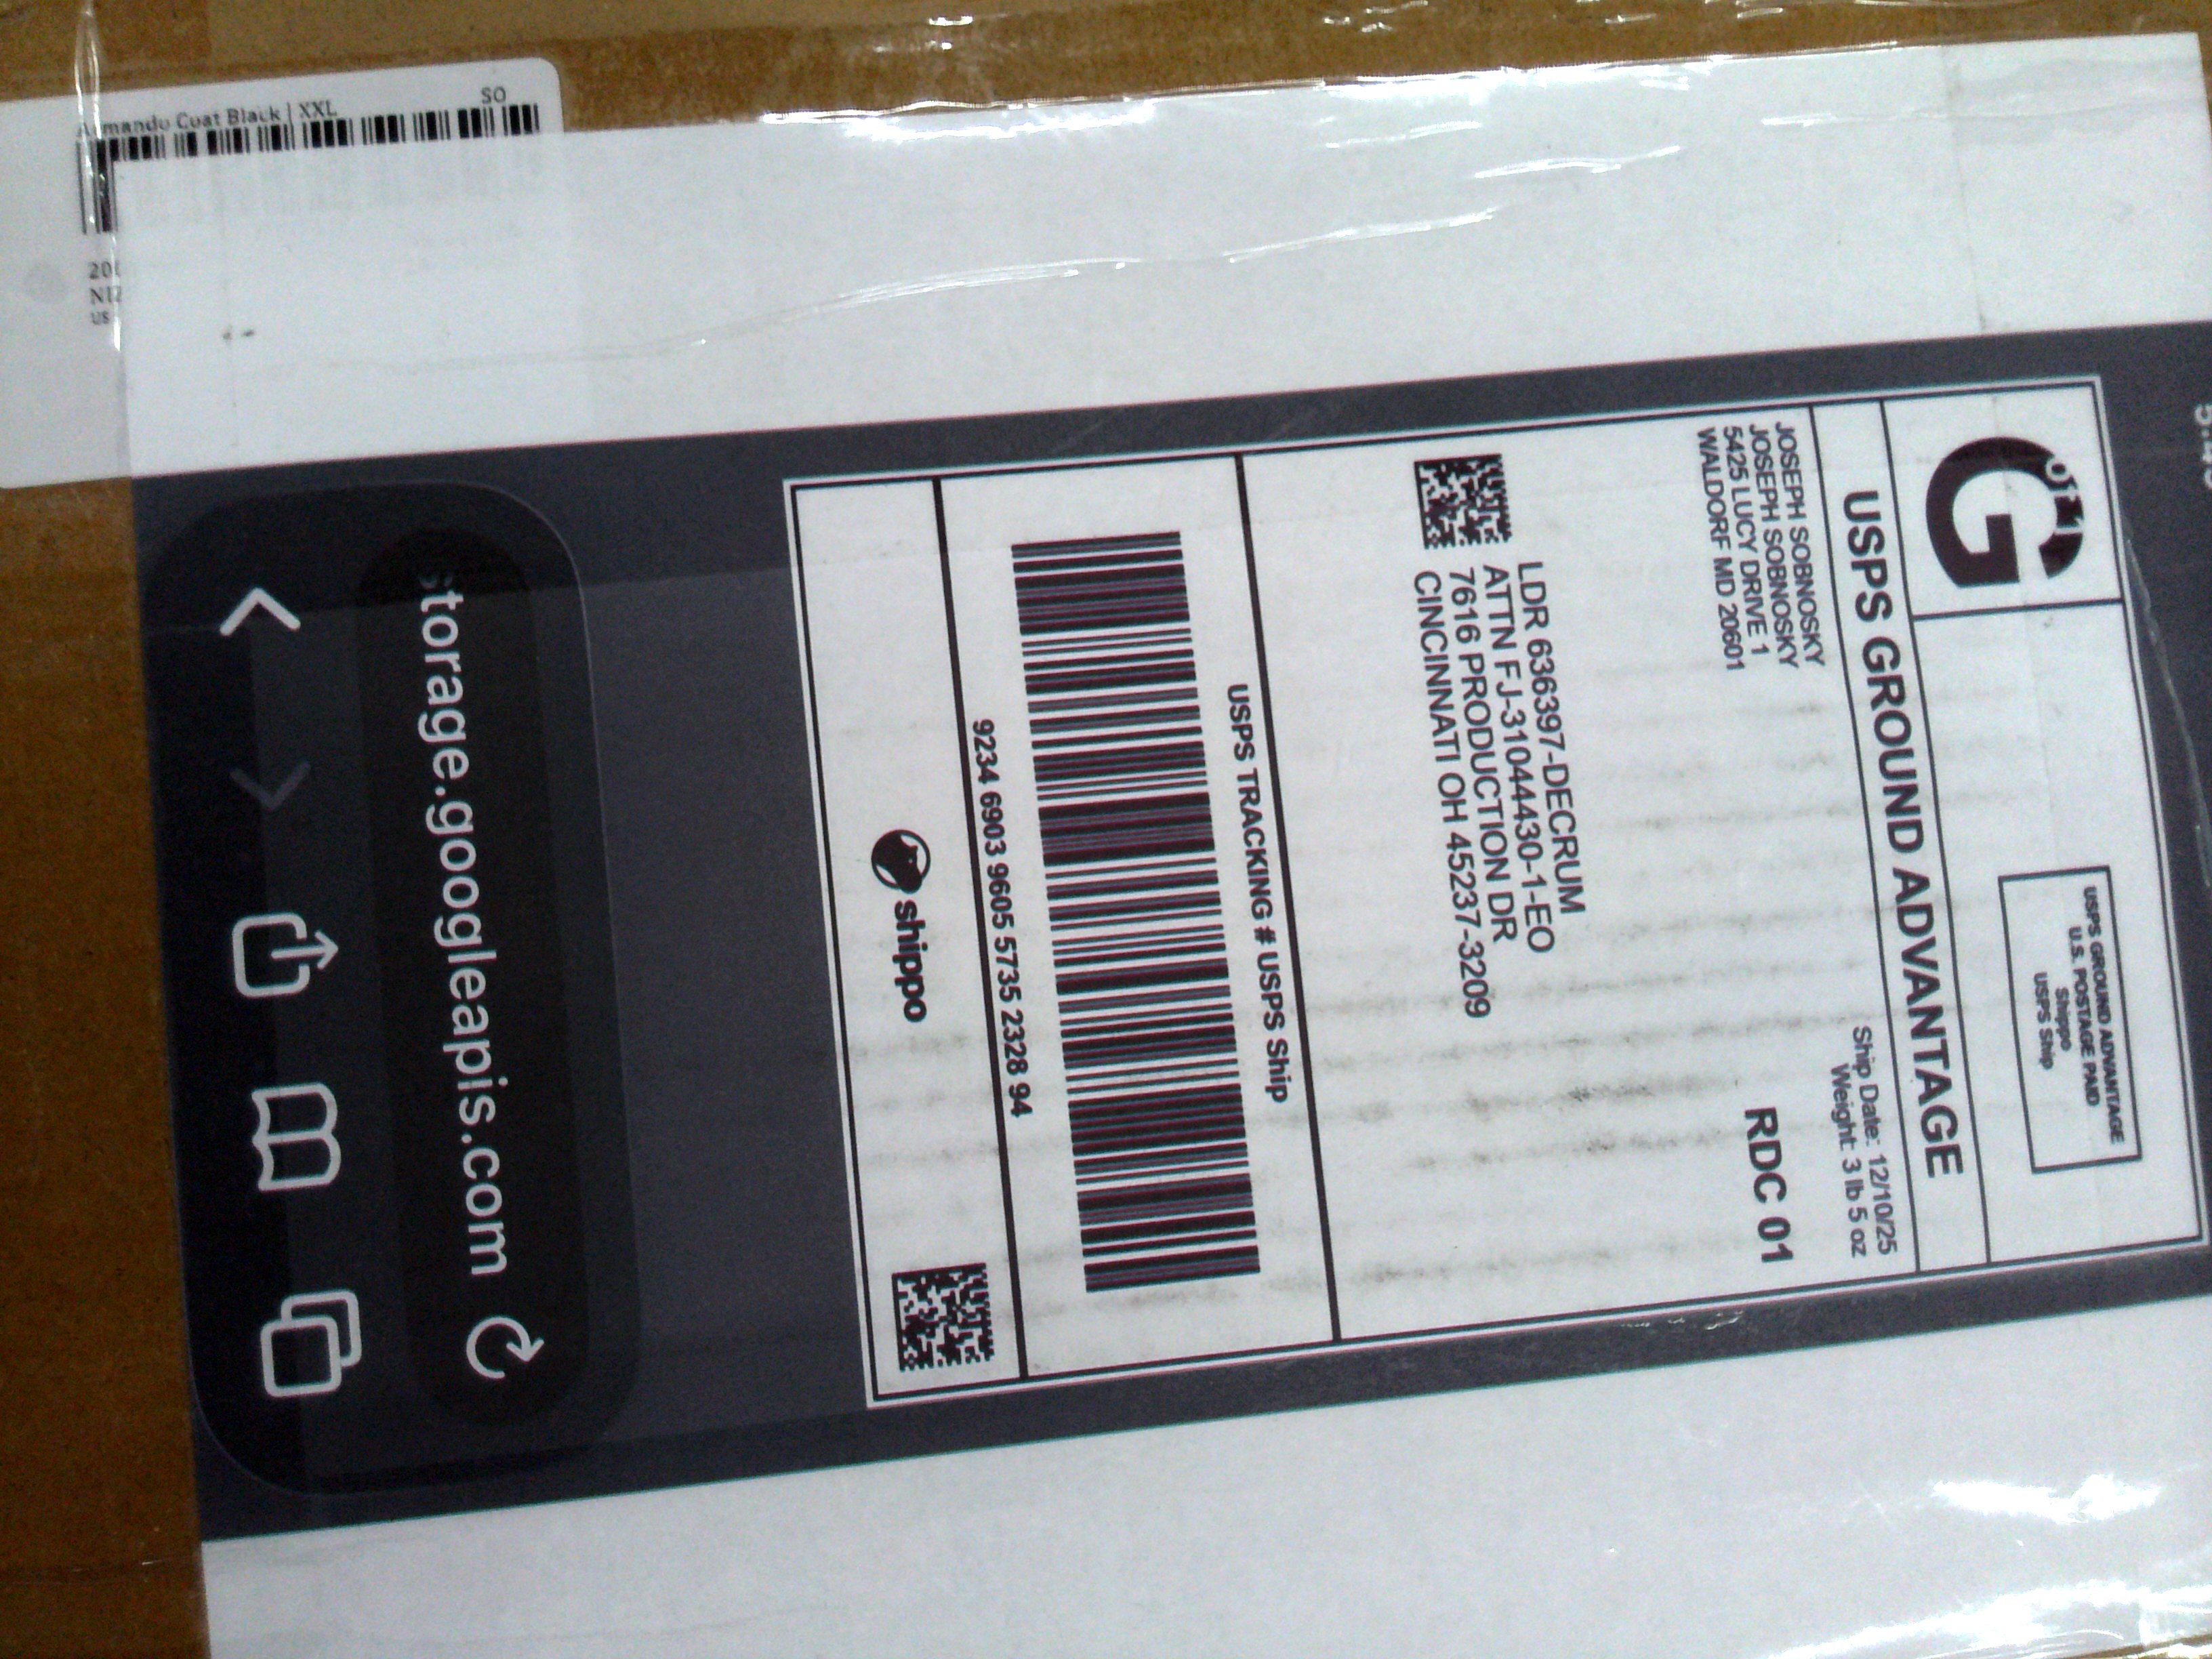 Armando Coat Black | XXL
SO
US
G
USPS GROUND ADVANTAGE
U.S. POSTAGE PAID
Shippo
USPS Ship
USPS GROUND ADVANTAGE
JOSEPH SOBNOSKY
JOSEPH SOBNOSKY
5425 LUCY DRIVE 1
WALDORF MD 20601
Ship Date: 12/10/25
Weight: 3 lb 5 oz
RDC 01
LDR 636397-DECRUM
ATTN FJ-31044430-1-EO
7616 PRODUCTION DR
CINCINNATI OH 45237-3209
USPS TRACKING # USPS Ship
9234 6903 9605 5735 2328 94
shippo
storage.googleapis.com